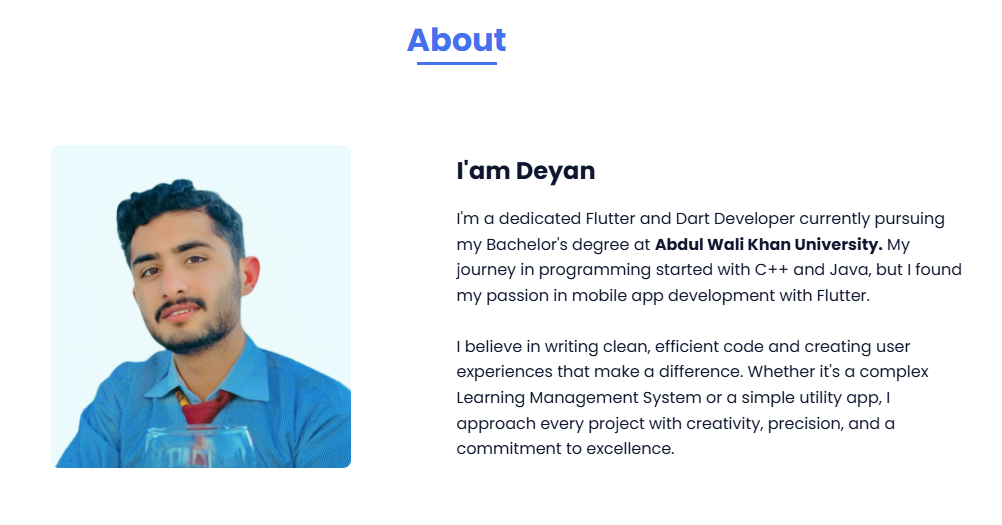 About
I'am Deyan
I'm a dedicated Flutter and Dart Developer currently pursuing
my Bachelor's degree at Abdul Wali Khan University. My
journey in programming started with C++ and Java, but I found
my passion in mobile app development with Flutter.
I believe in writing clean, efficient code and creating user
experiences that make a difference. Whether it's a complex
Learning Management System or a simple utility app, I
approach every project with creativity, precision, and a
commitment to excellence.